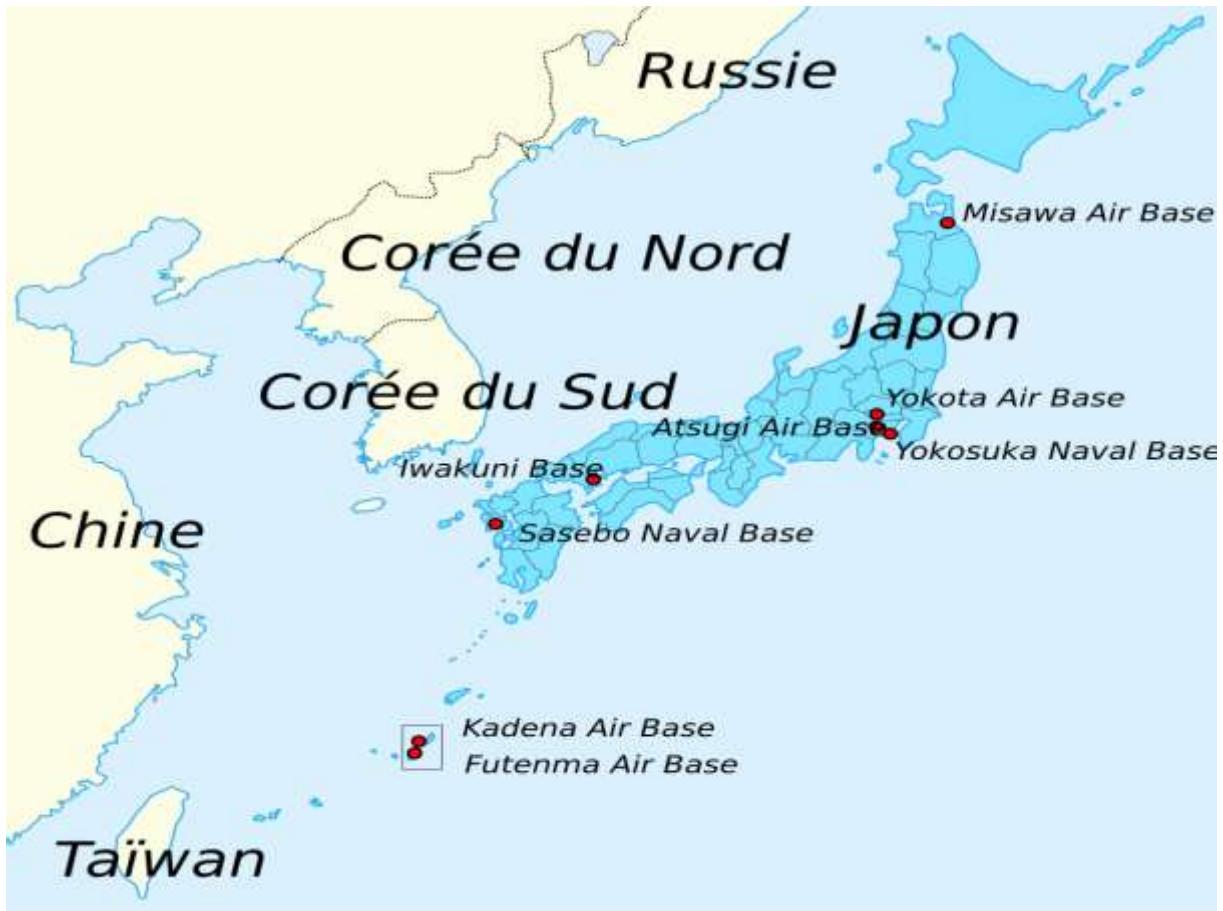 Russie
Misawa Air Base
Corée du Nord
Japon
Corée du Sud
Yokota Air Base
Atsugi Air Base
Yokosuka Naval Base
Iwakuni Base
Chine
Sasebo Naval Base
Kadena Air Base
Futenma Air Base
Taïwan